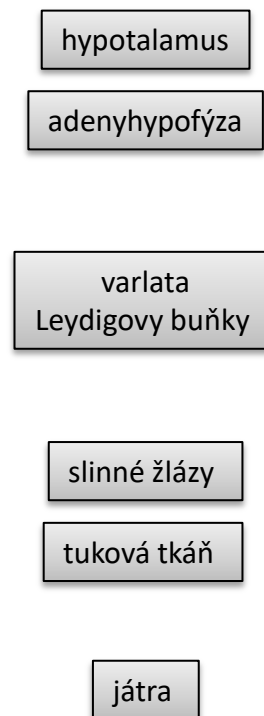 hypotalamus
adenyhypofýza
varlata
Leydigovy buňky
slinné žlázy
tuková tkáň
játra